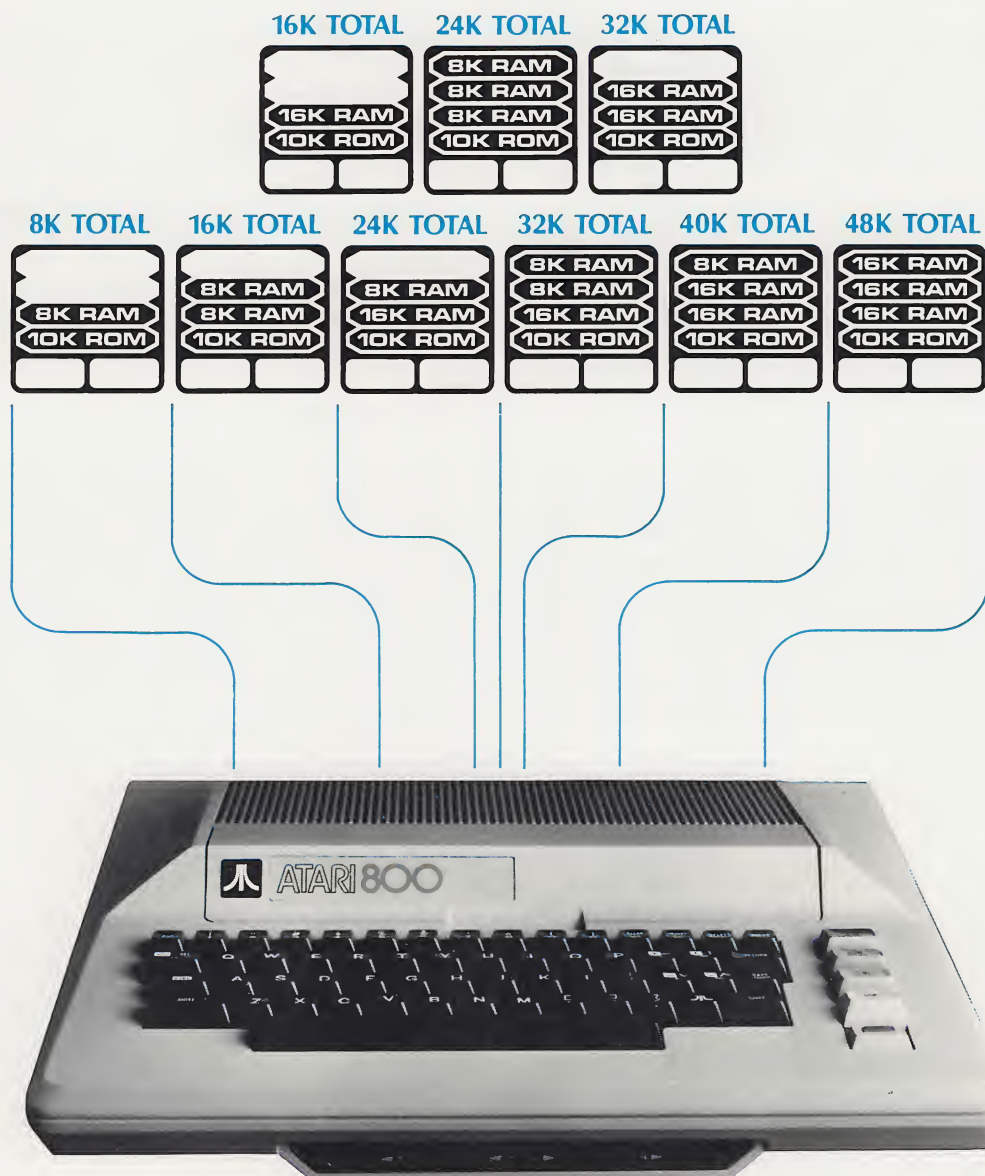 16K TOTAL 24K TOTAL 32K TOTAL
16K RAM
10K ROM
8K RAM
8K RAM
8K RAM
10K ROM
16K RAM
16K RAM
10K ROM
8K TOTAL 16K TOTAL 24K TOTAL 32K TOTAL 40K TOTAL 48K TOTAL
8K RAM
10K ROM
8K RAM
8K RAM
10K ROM
8K RAM
16K RAM
10K ROM
8K RAM
8K RAM
16K RAM
10K ROM
8K RAM
16K RAM
16K RAM
10K ROM
16K RAM
16K RAM
16K RAM
10K ROM
ATARI 800
Q W E R T Y U I O P
A S D F G H J K L
Z X C V B N M